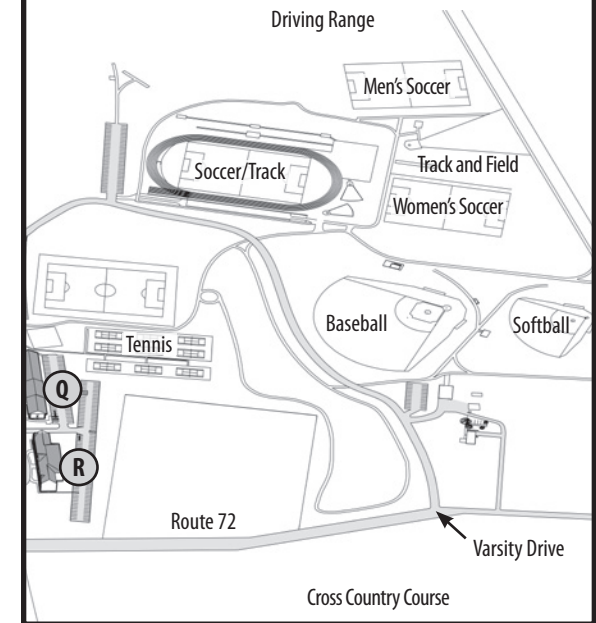 Driving Range
Men's Soccer
Soccer/Track
Track and Field
Women's Soccer
Baseball
Softball
Tennis
Q
R
Route 72
Varsity Drive
Cross Country Course